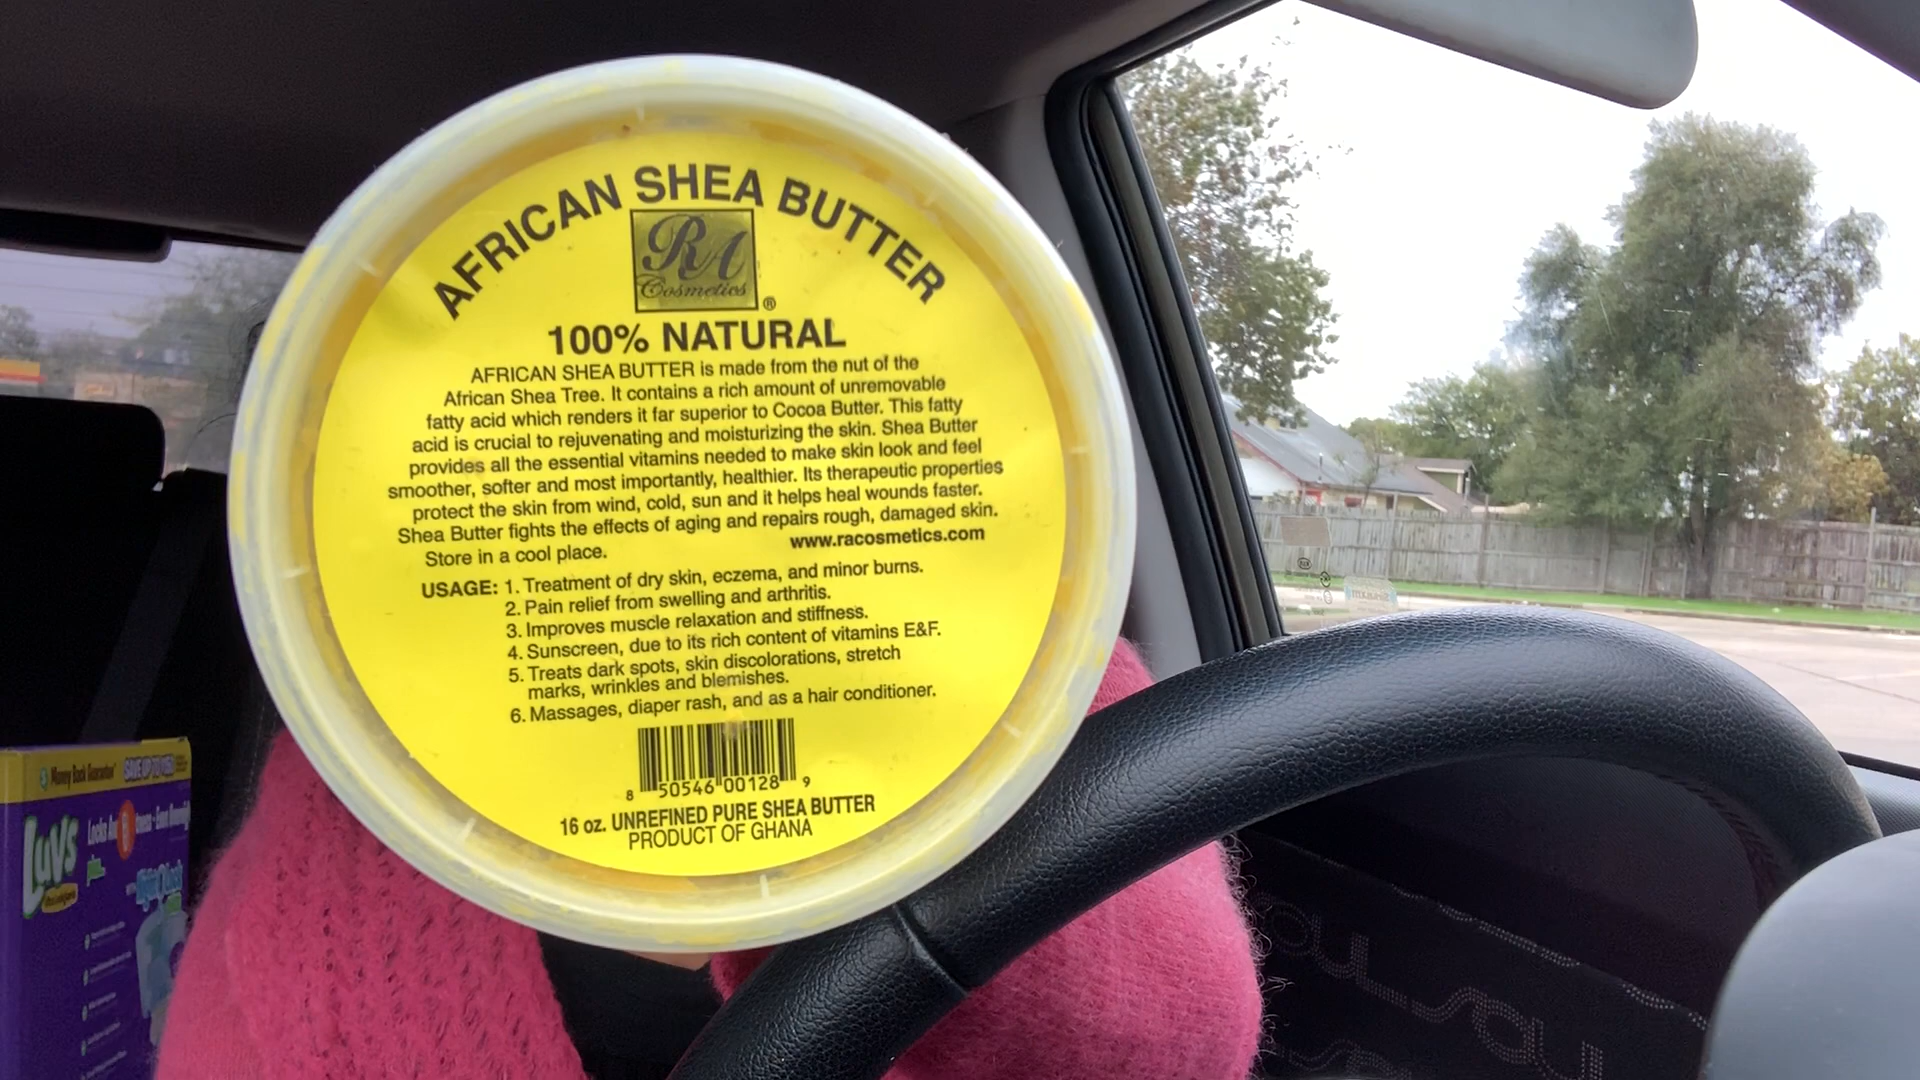 AFRICAN SHEA BUTTER
RA
Cosmetics
®
100% NATURAL
AFRICAN SHEA BUTTER is made from the nut of the
African Shea Tree. It contains a rich amount of unremovable
fatty acid which renders it far superior to Cocoa Butter. This fatty
acid is crucial to rejuvenating and moisturizing the skin. Shea Butter
provides all the essential vitamins needed to make skin look and feel
smoother, softer and most importantly, healthier. Its therapeutic properties
protect the skin from wind, cold, sun and it helps heal wounds faster.
Shea Butter fights the effects of aging and repairs rough, damaged skin.
Store in a cool place. www.racosmetics.com
USAGE: 1. Treatment of dry skin, eczema, and minor burns.
2. Pain relief from swelling and arthritis.
3. Improves muscle relaxation and stiffness.
4. Sunscreen, due to its rich content of vitamins E&F.
5. Treats dark spots, skin discolorations, stretch
marks, wrinkles and blemishes.
6. Massages, diaper rash, and as a hair conditioner.
8 50546 00128 9
16 oz. UNREFINED PURE SHEA BUTTER
PRODUCT OF GHANA
Money Back Guarantee
SAVE UP TO
Luvs
Locks
SOUL